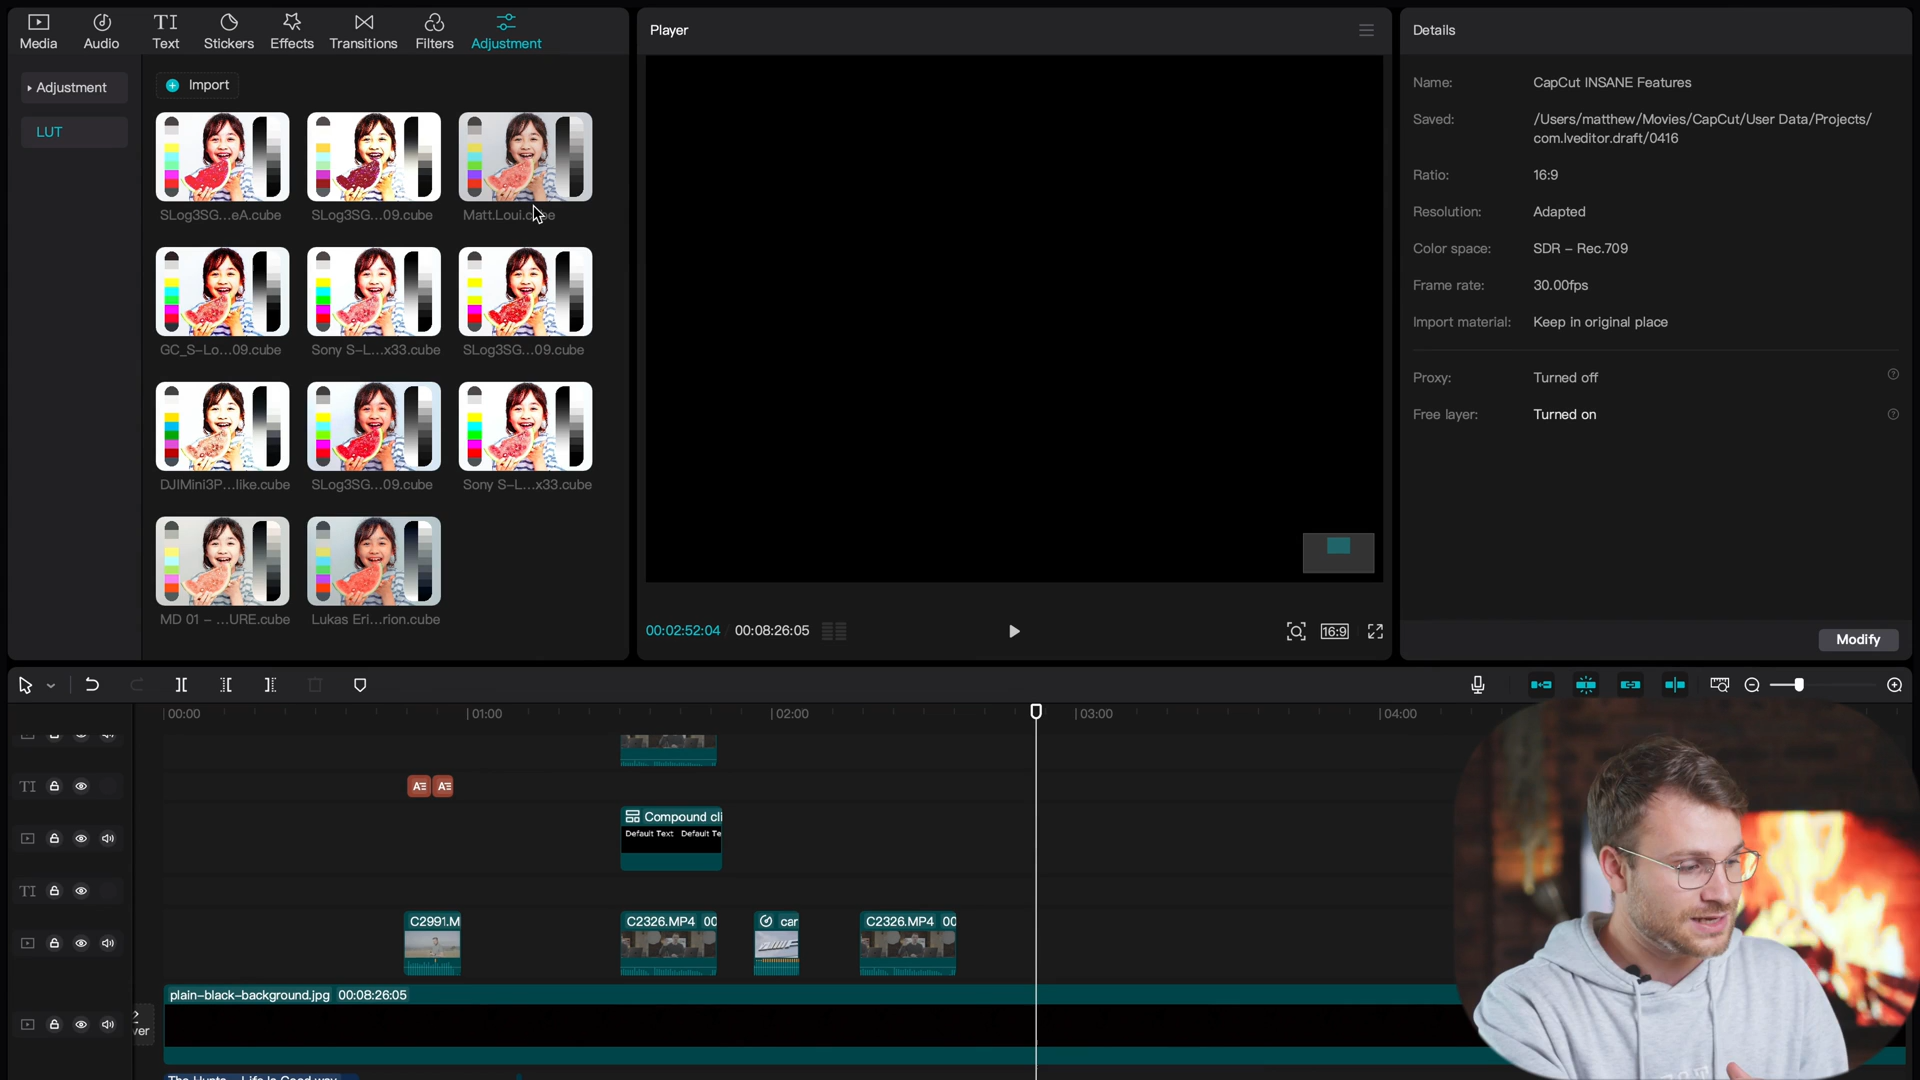 Media
Audio
Text
Stickers
Effects
Transitions
Filters
Adjustment
Adjustment
LUT
Import
SLog3SG...eA.cube
SLog3SG...09.cube
Matt.Loui.cube
GC_S-Lo...09.cube
Sony S-L...x33.cube
SLog3SG...09.cube
DJIMini3P...like.cube
SLog3SG...09.cube
Sony S-L...x33.cube
MD 01 - ...URE.cube
Lukas Eri...rion.cube
Player
00:02:52:04 / 00:08:26:05
16:9
Details
Name: CapCut INSANE Features
Saved: /Users/matthew/Movies/CapCut/User Data/Projects/
com.lveditor.draft/0416
Ratio: 16:9
Resolution: Adapted
Color space: SDR – Rec.709
Frame rate: 30.00fps
Import material: Keep in original place
Proxy: Turned off
Free layer: Turned on
Modify
00:00
01:00
02:00
03:00
04:00
Compound cli
Default Text Default Te
C2991.M
C2326.MP4 00
car
C2326.MP4 00
plain-black-background.jpg 00:08:26:05
ver